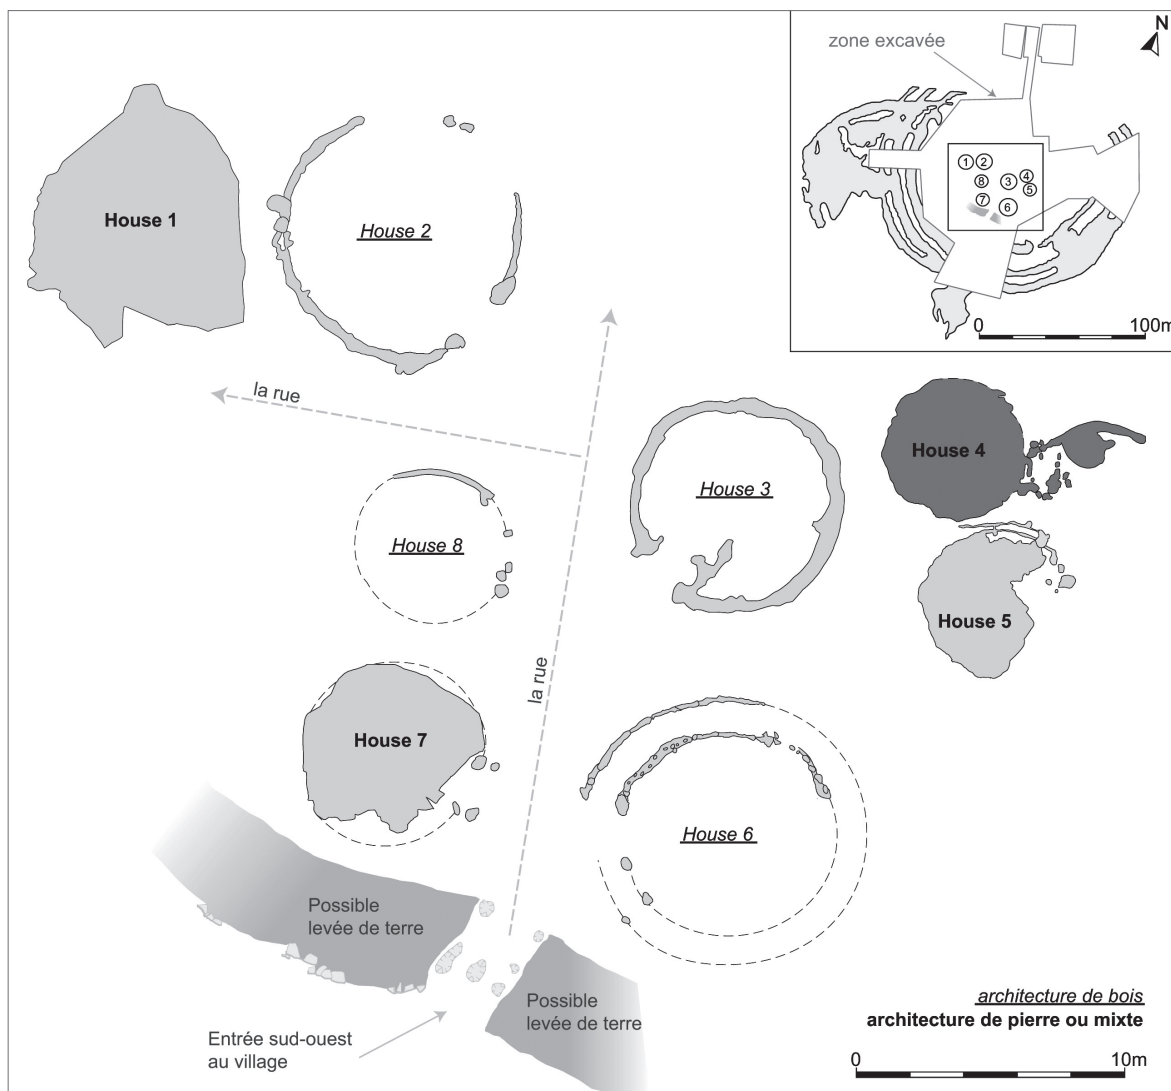 zone excavée
N
1
2
3
4
5
6
7
8
0
100m
House 1
House 2
la rue
House 3
House 4
House 8
House 5
la rue
House 7
House 6
Possible
levée de terre
Possible
levée de terre
Entrée sud-ouest
au village
architecture de bois
architecture de pierre ou mixte
0
10m